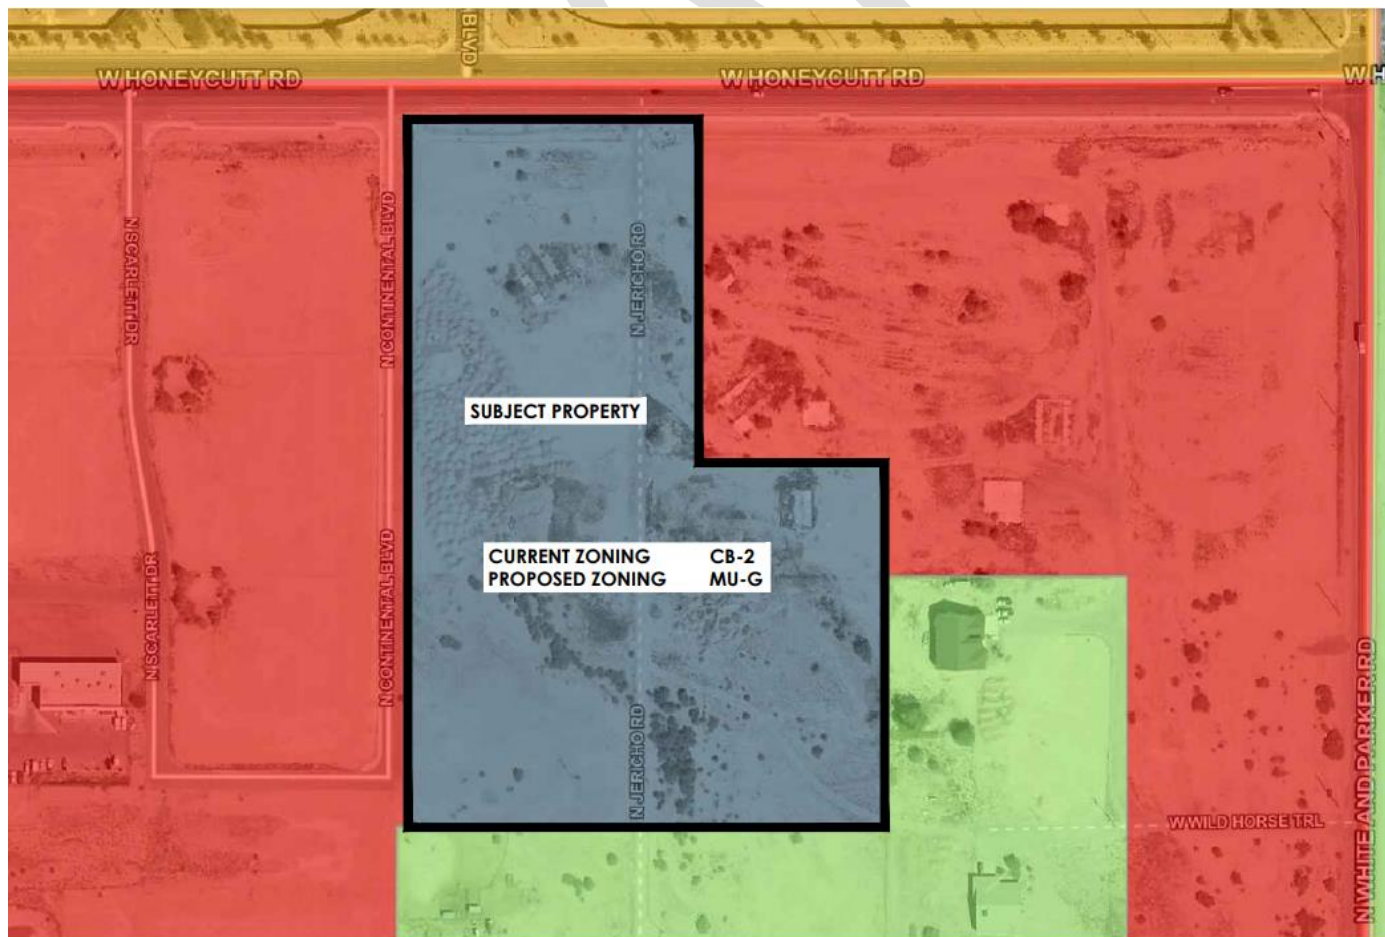 BLVD
W HONEYCUTT RD
W HONEYCUTT RD
W H
N SCARLETT DR
N CONTINENTAL BLVD
N JERICHO RD
SUBJECT PROPERTY
CURRENT ZONING CB-2
PROPOSED ZONING MU-G
N SCARLETT DR
N CONTINENTAL BLVD
N JERICHO RD
W WILD HORSE TRL
N WHITE AND PARKER RD